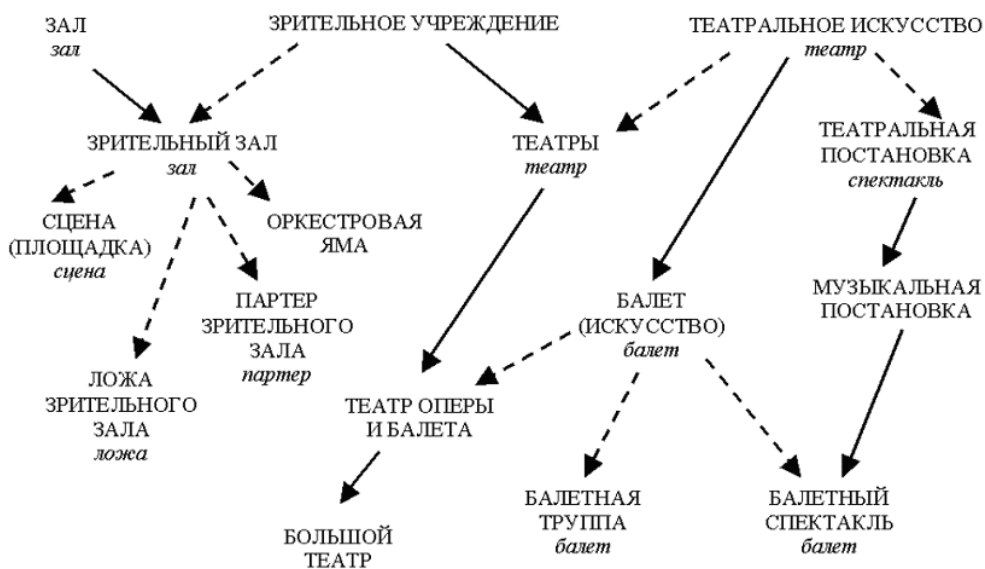 ЗАЛ
зал
ЗРИТЕЛЬНОЕ УЧРЕЖДЕНИЕ
ТЕАТРАЛЬНОЕ ИСКУССТВО
театр
ЗРИТЕЛЬНЫЙ ЗАЛ
зал
ТЕАТРЫ
театр
ТЕАТРАЛЬНАЯ
ПОСТАНОВКА
спектакль
СЦЕНА
(ПЛОЩАДКА)
сцена
ОРКЕСТРОВАЯ
ЯМА
ПАРТЕР
ЗРИТЕЛЬНОГО
ЗАЛА
партер
БАЛЕТ
(ИСКУССТВО)
балет
МУЗЫКАЛЬНАЯ
ПОСТАНОВКА
ЛОЖА
ЗРИТЕЛЬНОГО
ЗАЛА
ложа
ТЕАТР ОПЕРЫ
И БАЛЕТА
БОЛЬШОЙ
ТЕАТР
БАЛЕТНАЯ
ТРУППА
балет
БАЛЕТНЫЙ
СПЕКТАКЛЬ
балет